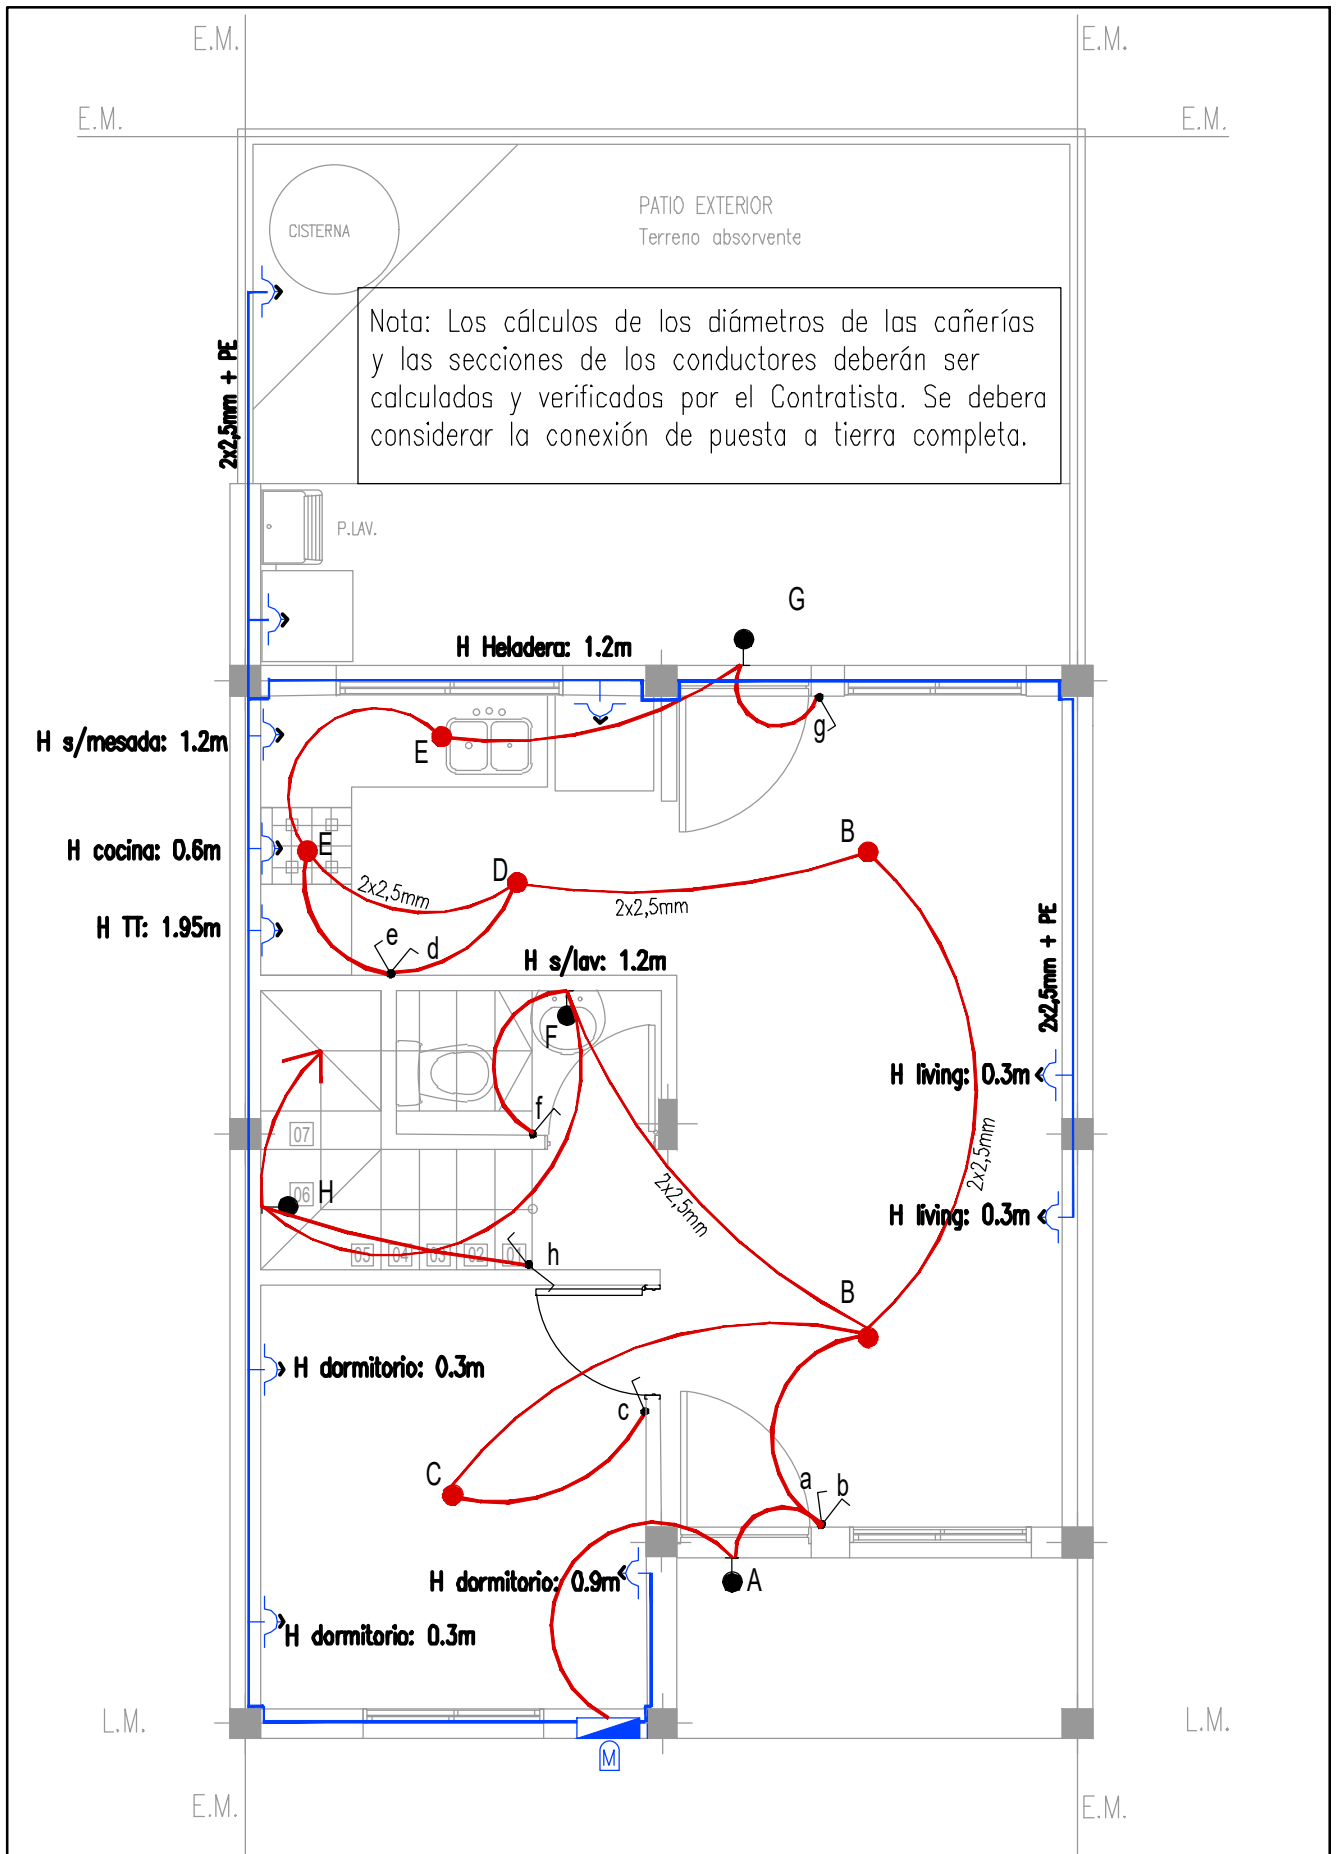 E.M.
E.M.
E.M.
E.M.
CISTERNA
PATIO EXTERIOR
Terreno absorvente
Nota: Los cálculos de los diámetros de las cañerías
y las secciones de los conductores deberán ser
calculados y verificados por el Contratista. Se debera
considerar la conexión de puesta a tierra completa.
2x2,5mm + PE
P.LAV.
G
H Heladera: 1.2m
g
H s/mesada: 1.2m
E
B
E
H cocina: 0.6m
D
2x2,5mm
2x2,5mm
H TT: 1.95m
e
d
H s/lav: 1.2m
2x2,5mm + PE
F
H living: 0.3m
f
07
2x2,5mm
06
H
2x2,5mm
H living: 0.3m
05
04
03
02
01
h
B
H dormitorio: 0.3m
c
C
a
b
H dormitorio: 0.9m
A
H dormitorio: 0.3m
L.M.
L.M.
M
E.M.
E.M.